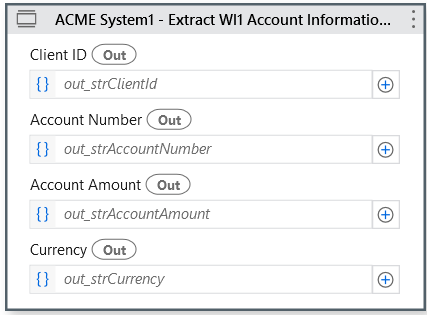 ACME System1 - Extract WI1 Account Informatio...
Client ID Out
{} out_strClientId
Account Number Out
{} out_strAccountNumber
Account Amount Out
{} out_strAccountAmount
Currency Out
{} out_strCurrency